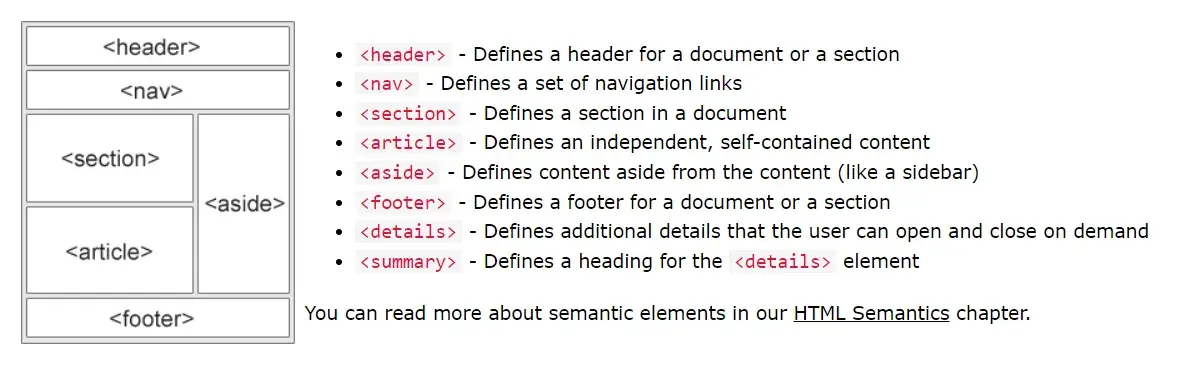 <header>
<nav>
<section>
<aside>
<article>
<footer>
• <header> - Defines a header for a document or a section
• <nav> - Defines a set of navigation links
• <section> - Defines a section in a document
• <article> - Defines an independent, self-contained content
• <aside> - Defines content aside from the content (like a sidebar)
• <footer> - Defines a footer for a document or a section
• <details> - Defines additional details that the user can open and close on demand
• <summary> - Defines a heading for the <details> element
You can read more about semantic elements in our HTML Semantics chapter.